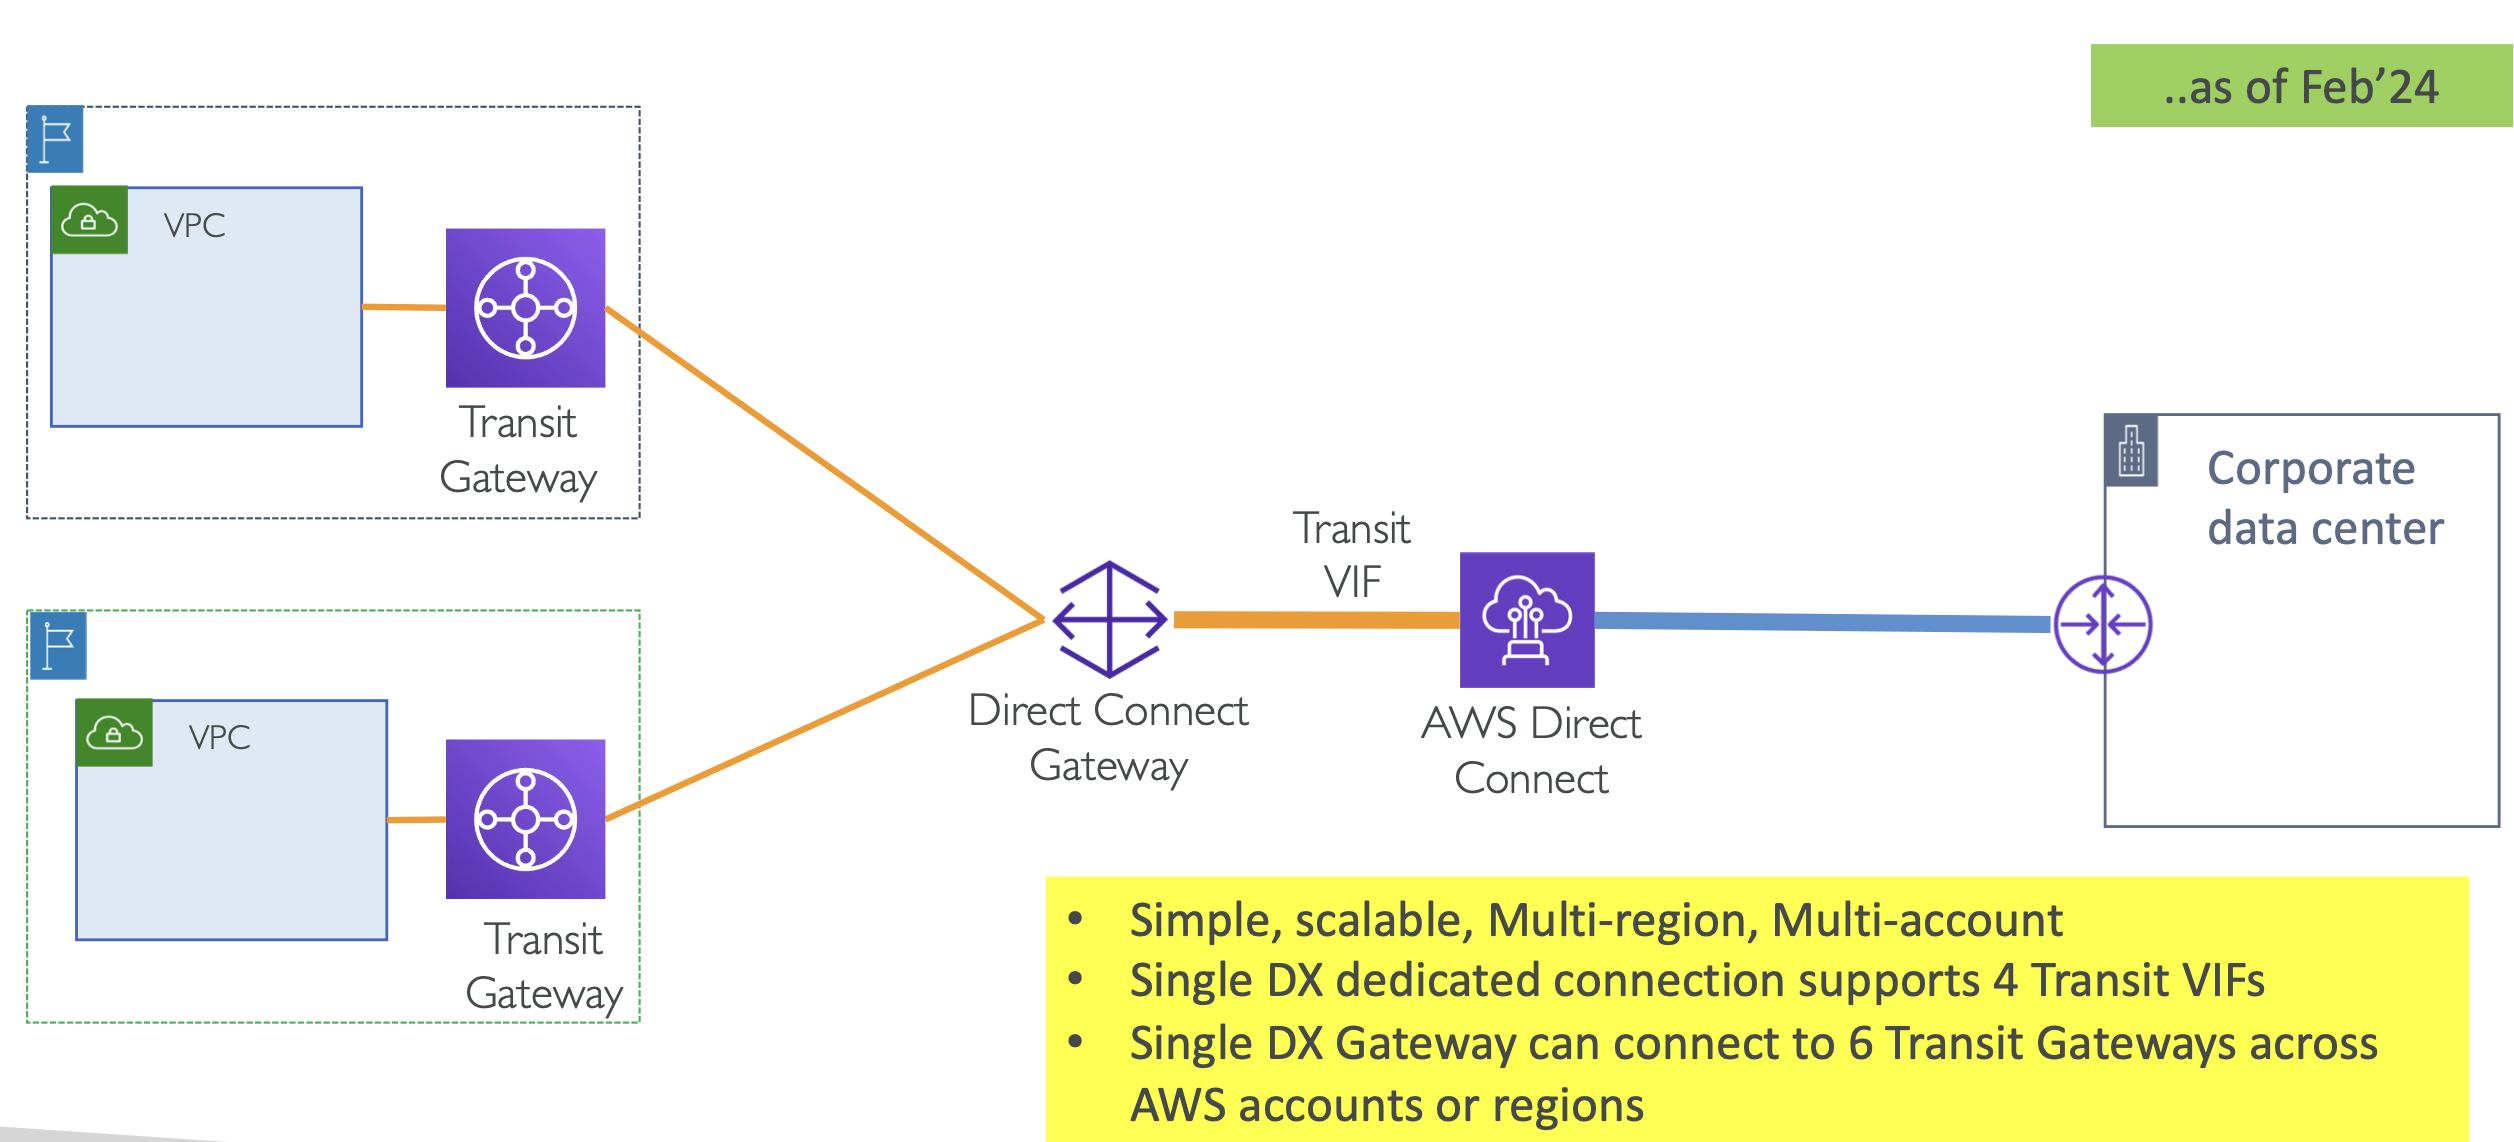 ..as of Feb’24
VPC
Transit
Gateway
VPC
Transit
Gateway
Direct Connect
Gateway
Transit
VIF
AWS Direct
Connect
Corporate
data center
• Simple, scalable, Multi-region, Multi-account
• Single DX dedicated connection supports 4 Transit VIFs
• Single DX Gateway can connect to 6 Transit Gateways across
AWS accounts or regions